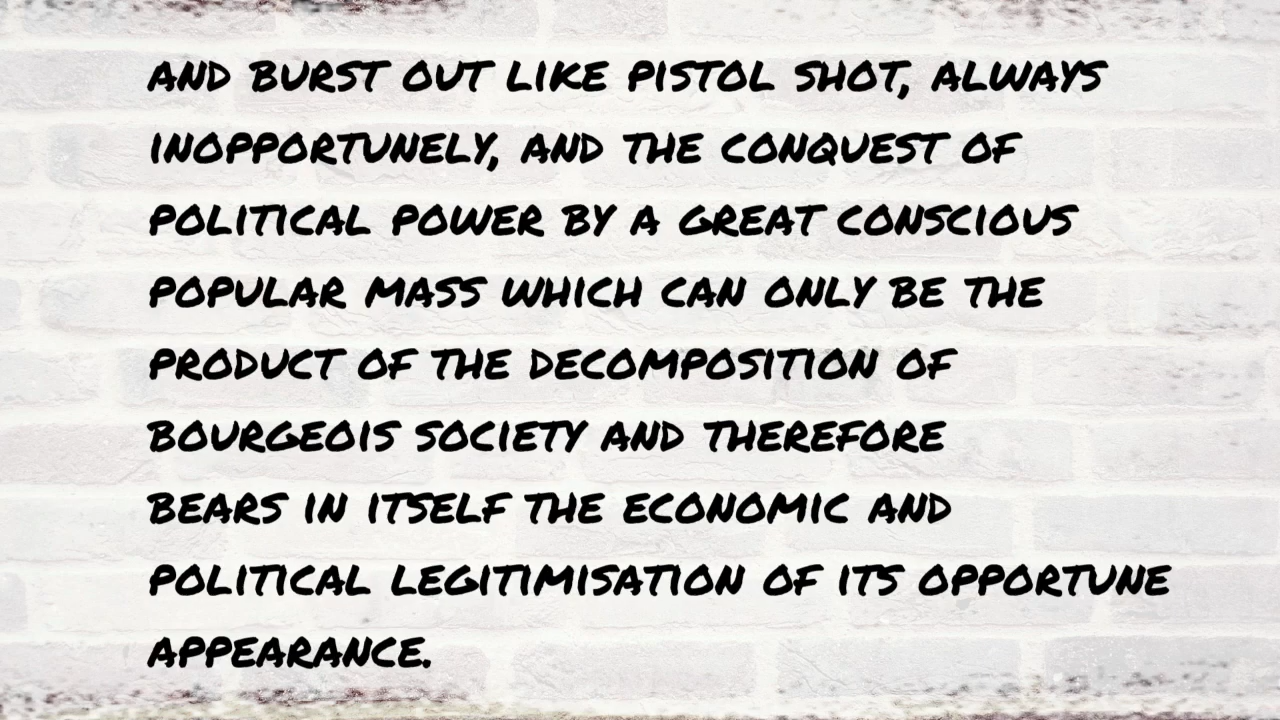 AND BURST OUT LIKE PISTOL SHOT, ALWAYS
INOPPORTUNELY, AND THE CONQUEST OF
POLITICAL POWER BY A GREAT CONSCIOUS
POPULAR MASS WHICH CAN ONLY BE THE
PRODUCT OF THE DECOMPOSITION OF
BOURGEOIS SOCIETY AND THEREFORE
BEARS IN ITSELF THE ECONOMIC AND
POLITICAL LEGITIMISATION OF ITS OPPORTUNE
APPEARANCE.